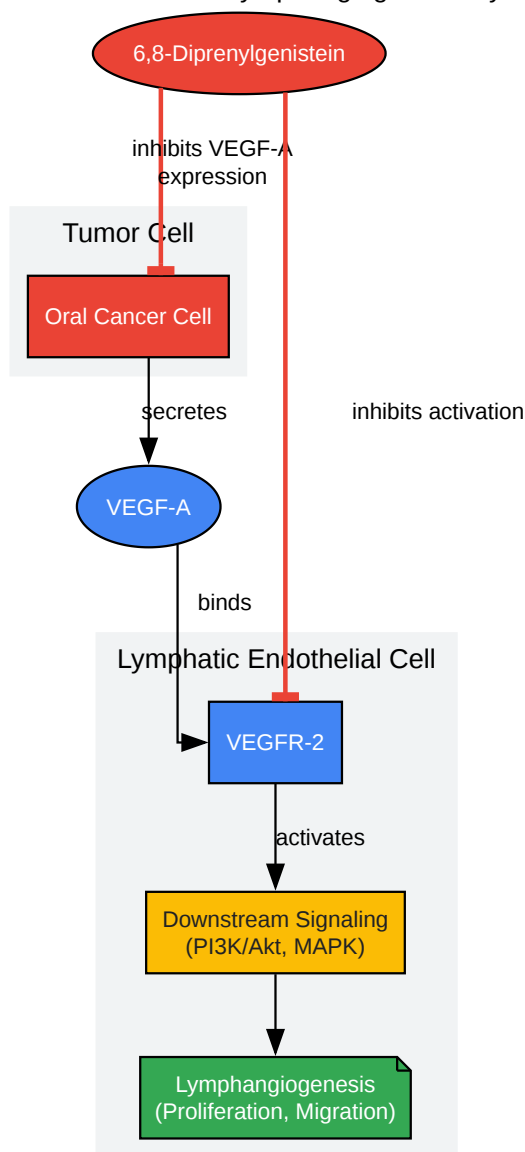 6,8-Diprenylgenistein
inhibits VEGF-A
expression
Tumor Cell
Oral Cancer Cell
secretes
inhibits activation
VEGF-A
binds
Lymphatic Endothelial Cell
VEGFR-2
activates
Downstream Signaling
(PI3K/Akt, MAPK)
Lymphangiogenesis
(Proliferation, Migration)